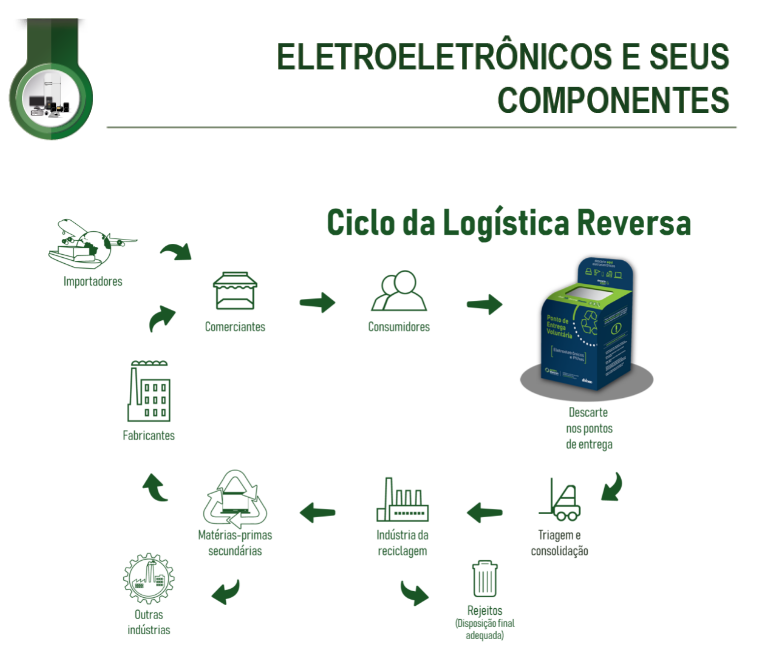 ELETROELETRÔNICOS E SEUS
COMPONENTES
Ciclo da Logística Reversa
Importadores
Comerciantes
Consumidores
Ponto de
Entrega
Voluntária
Descarte
nos pontos
de entrega
Fabricantes
Matérias-primas
secundárias
Indústria da
reciclagem
Triagem e
consolidação
Outras
indústrias
Rejeitos
(Disposição final
adequada)